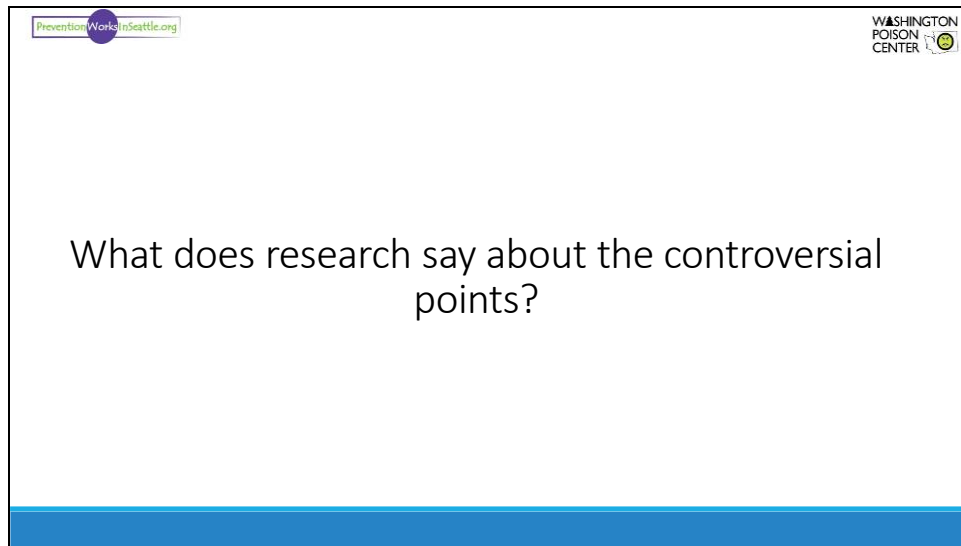 PreventionWorksInSeattle.org
WASHINGTON
POISON
CENTER
What does research say about the controversial
points?